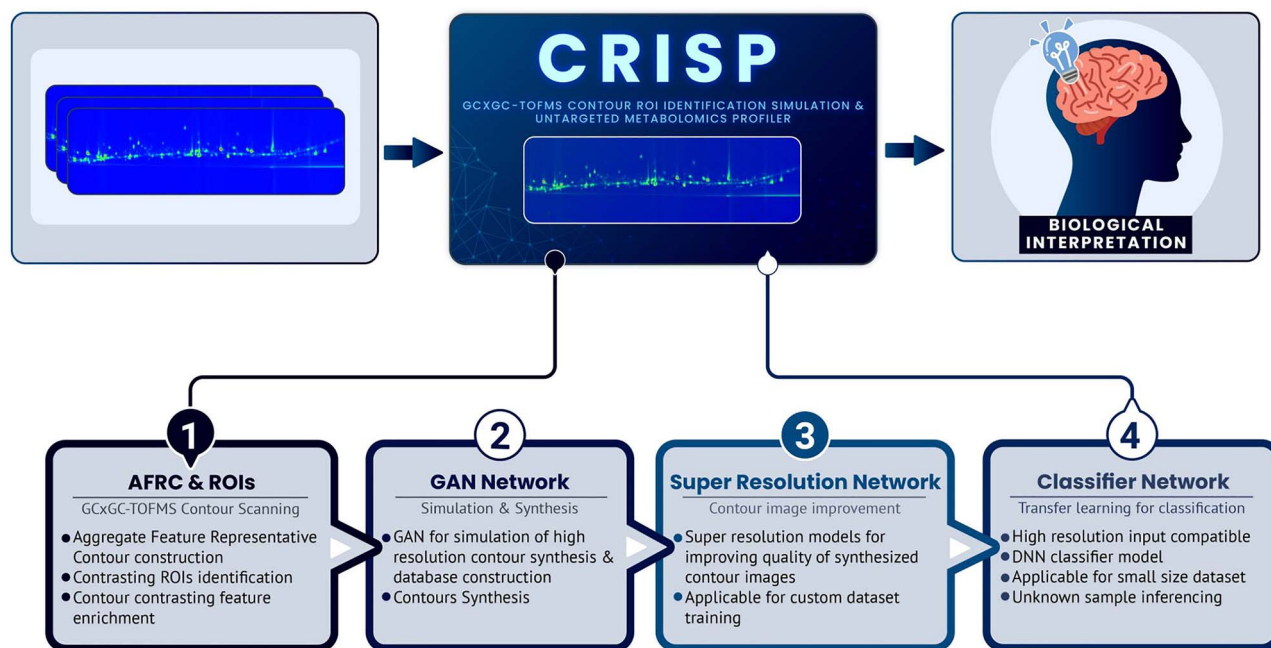 CRISP
GCXGC-TOFMS CONTOUR ROI IDENTIFICATION SIMULATION &
UNTARGETED METABOLOMICS PROFILER
BIOLOGICAL
INTERPRETATION
1
AFRC & ROIs
GCxGC-TOFMS Contour Scanning
Aggregate Feature Representative
Contour construction
Contrasting ROIs identification
Contour contrasting feature
enrichment
2
GAN Network
Simulation & Synthesis
GAN for simulation of high
resolution contour synthesis &
database construction
Contours Synthesis
3
Super Resolution Network
Contour image improvement
Super resolution models for
improving quality of synthesized
contour images
Applicable for custom dataset
training
4
Classifier Network
Transfer learning for classification
High resolution input compatible
DNN classifier model
Applicable for small size dataset
Unknown sample inferencing